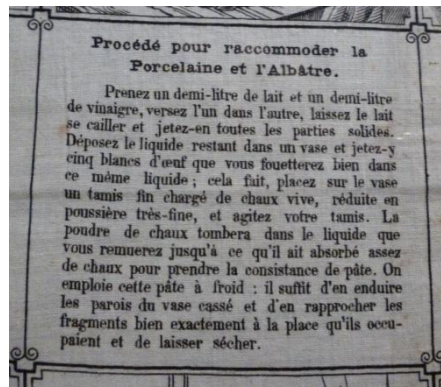 Procédé pour raccommoder la
Porcelaine et l'Albâtre.
Prenez un demi-litre de lait et un demi-litre
de vinaigre, versez l'un dans l'autre, laissez le lait
se cailler et jetez-en toutes les parties solides.
Déposez le liquide restant dans un vase et jetez-y
cinq blancs d'œuf que vous fouetterez bien dans
ce même liquide ; cela fait, placez sur le vase
un tamis fin chargé de chaux vive, réduite en
poussière très-fine, et agitez votre tamis. La
poudre de chaux tombera dans le liquide que
vous remuerez jusqu'à ce qu'il ait absorbé assez
de chaux pour prendre la consistance de pâte. On
emploie cette pâte à froid : il suffit d'en enduire
les parois du vase cassé et d'en rapprocher les
fragments bien exactement à la place qu'ils occu-
paient et de laisser sécher.